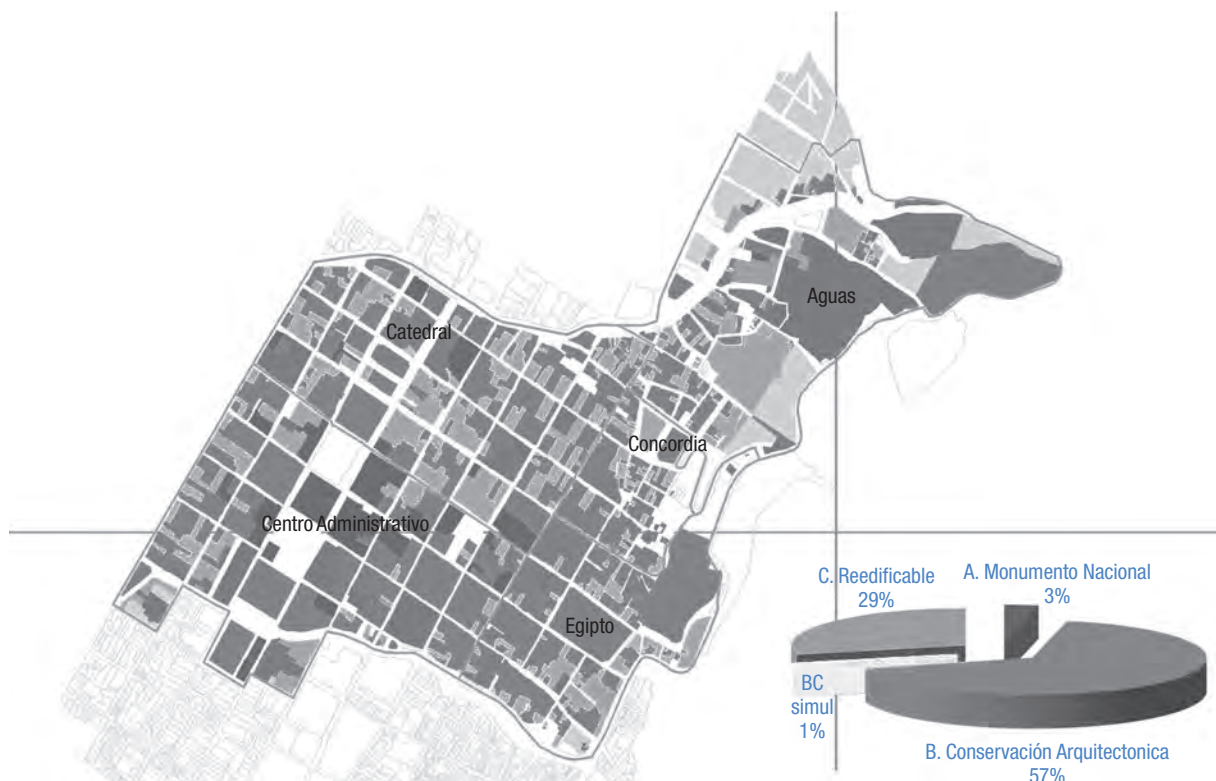 Aguas
Catedral
Concordia
Centro Administrativo
Egipto
C. Reedificable
29%
A. Monumento Nacional
3%
BC
simul
1%
B. Conservación Arquitectonica
57%